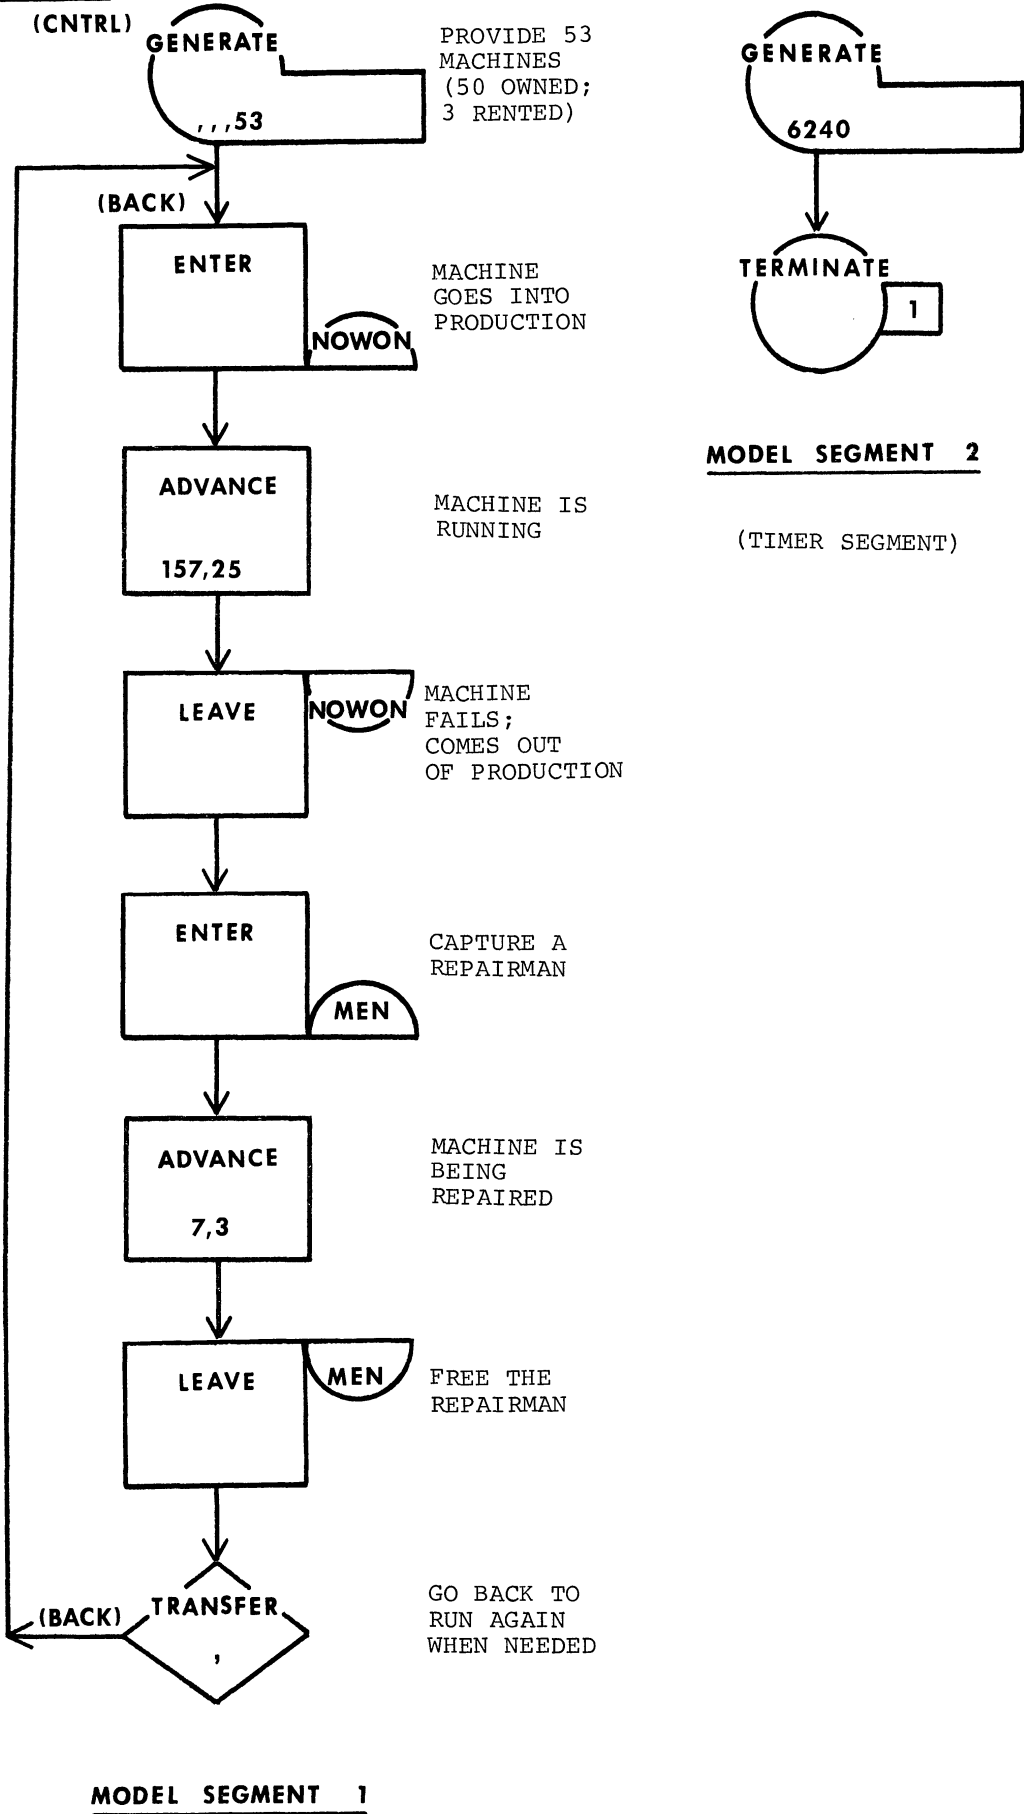 (CNTRL)
GENERATE
,,,53
PROVIDE 53
MACHINES
(50 OWNED;
3 RENTED)
(BACK)
ENTER
NOWON
MACHINE
GOES INTO
PRODUCTION
ADVANCE
157,25
MACHINE IS
RUNNING
LEAVE
NOWON
MACHINE
FAILS;
COMES OUT
OF PRODUCTION
ENTER
MEN
CAPTURE A
REPAIRMAN
ADVANCE
7,3
MACHINE IS
BEING
REPAIRED
LEAVE
MEN
FREE THE
REPAIRMAN
(BACK)
TRANSFER
,
GO BACK TO
RUN AGAIN
WHEN NEEDED
MODEL SEGMENT 1
GENERATE
6240
TERMINATE
1
MODEL SEGMENT 2
(TIMER SEGMENT)